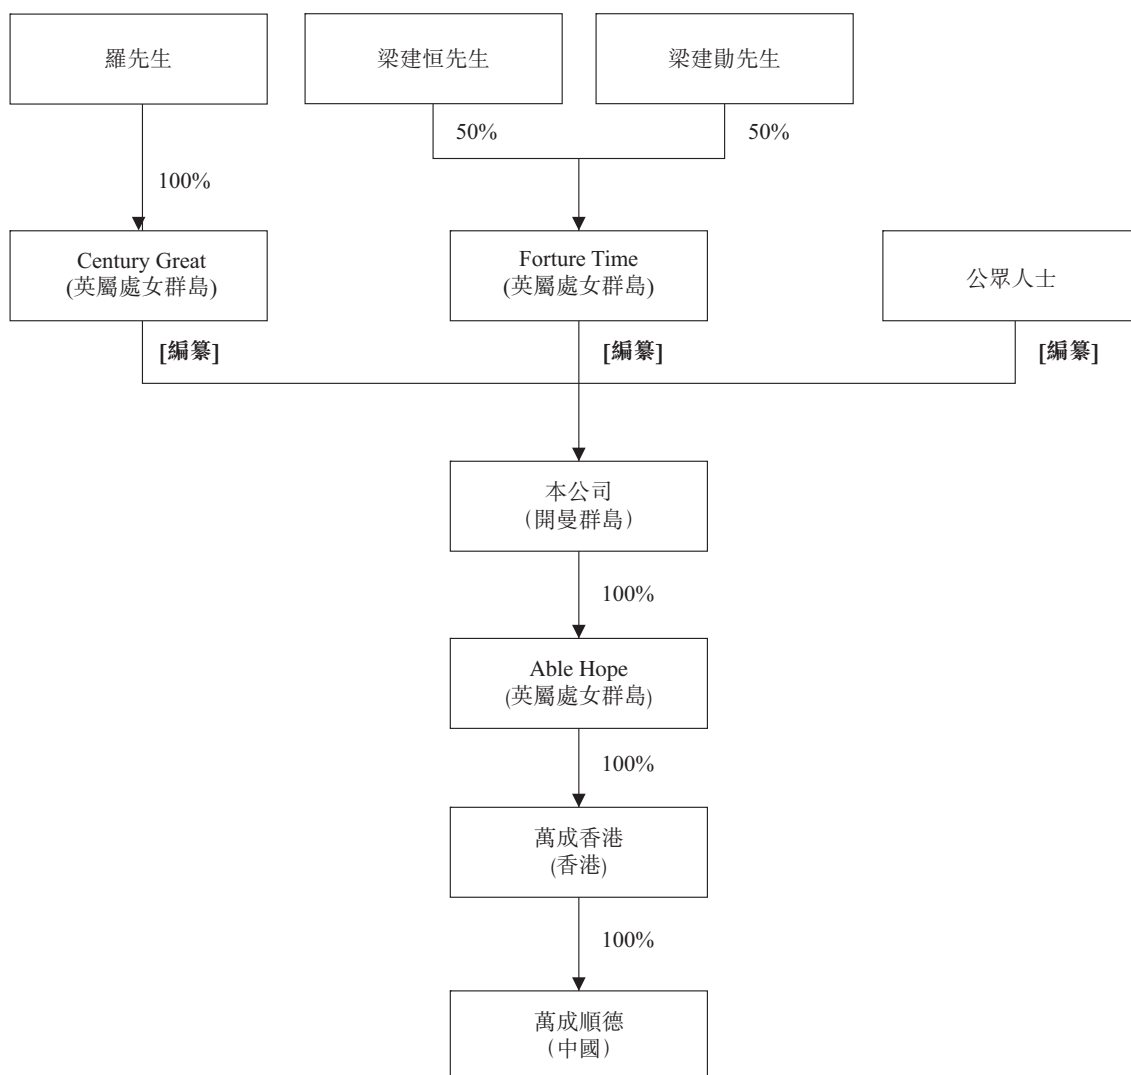 羅先生
梁建恒先生
梁建勛先生
50%
50%
100%
Century Great
(英屬處女群島)
Forture Time
(英屬處女群島)
公眾人士
[編纂]
[編纂]
[編纂]
本公司
（開曼群島）
100%
Able Hope
(英屬處女群島)
100%
萬成香港
(香港)
100%
萬成順德
（中國）